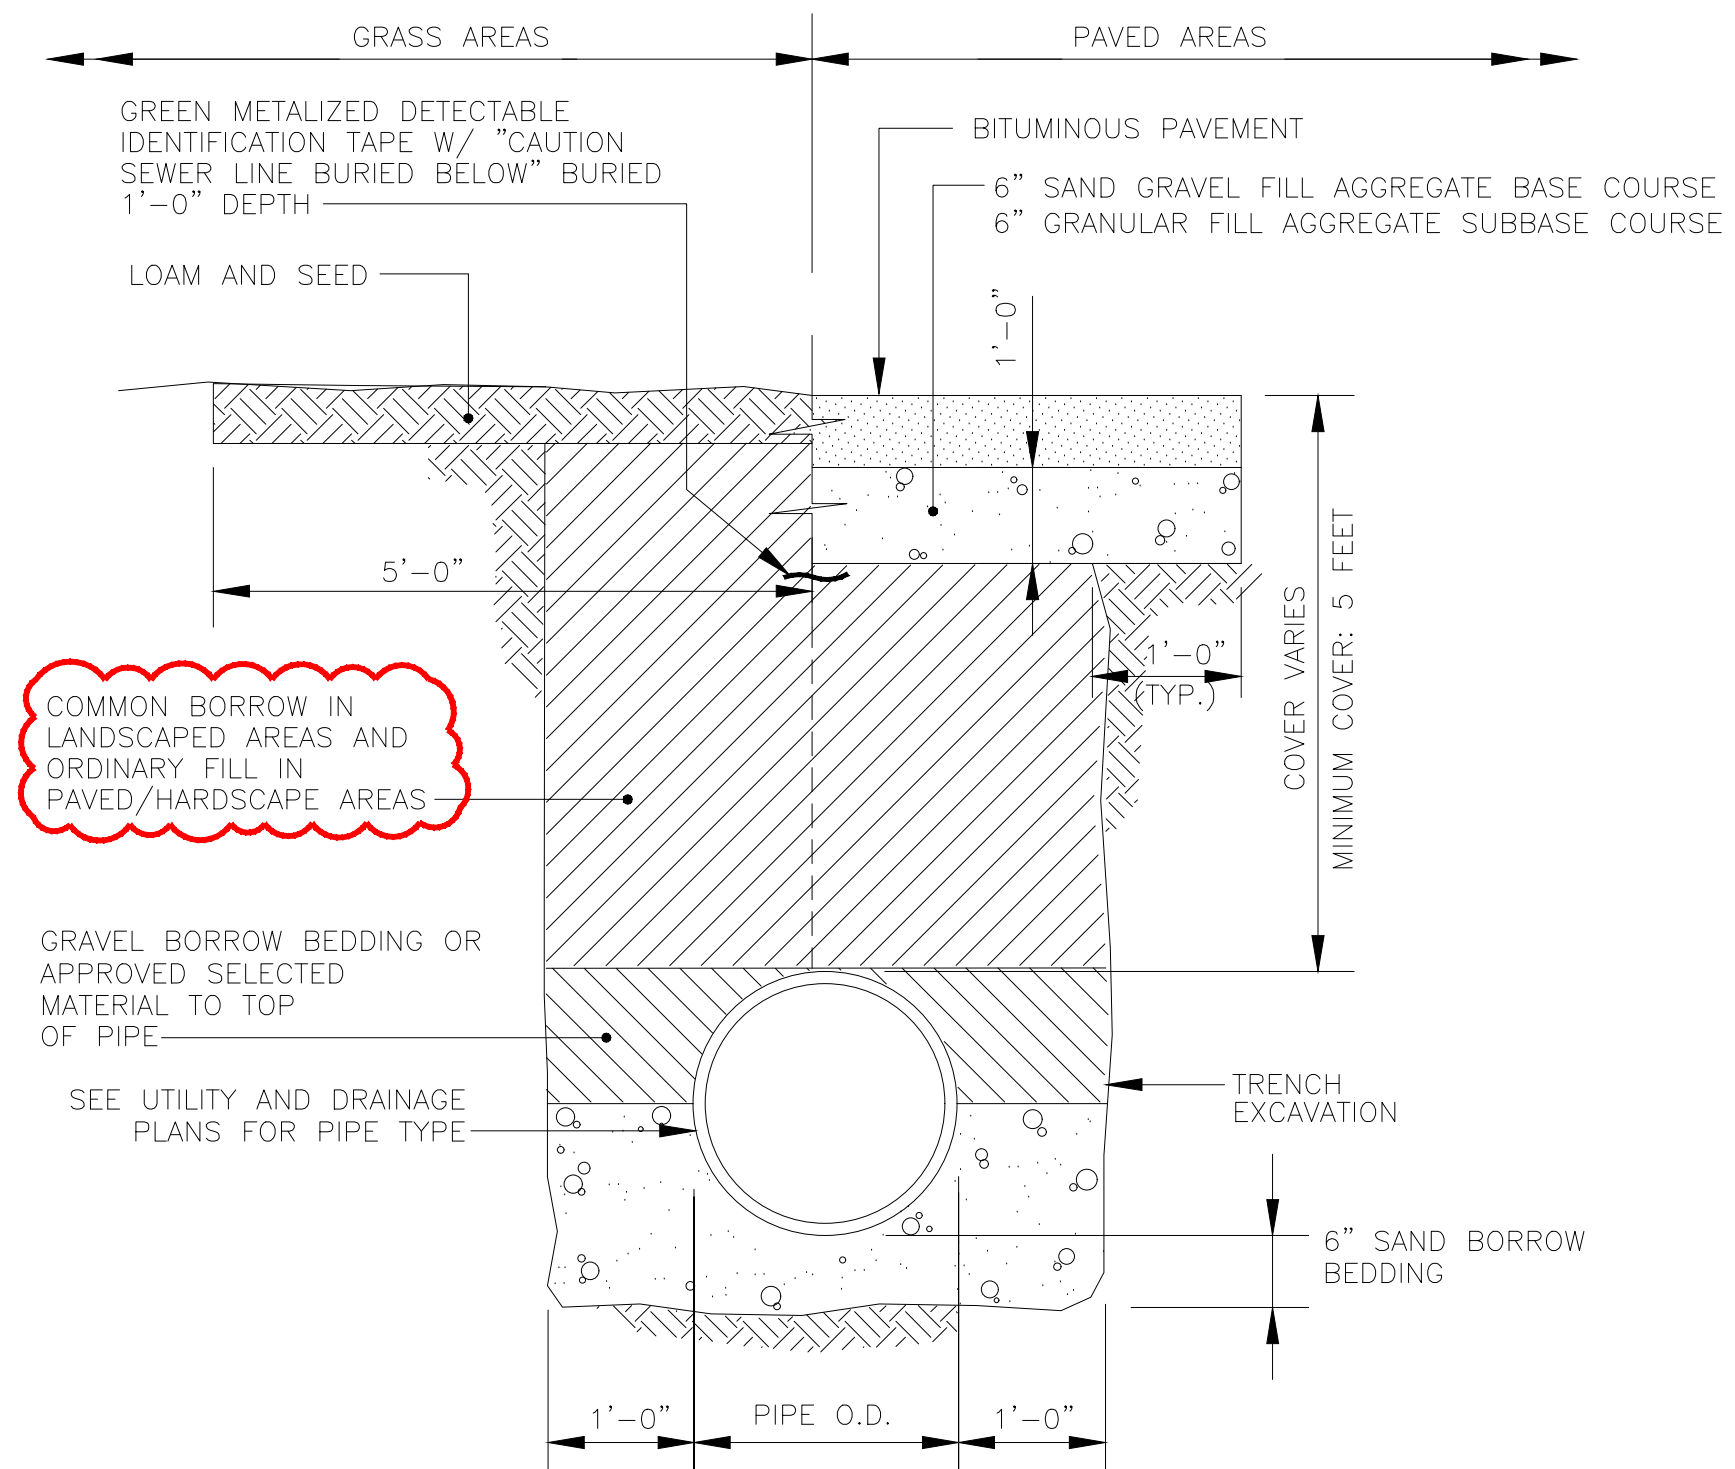 GRASS AREAS
PAVED AREAS
GREEN METALIZED DETECTABLE
IDENTIFICATION TAPE W/ "CAUTION
SEWER LINE BURIED BELOW" BURIED
1'-0" DEPTH
BITUMINOUS PAVEMENT
6" SAND GRAVEL FILL AGGREGATE BASE COURSE
6" GRANULAR FILL AGGREGATE SUBBASE COURSE
LOAM AND SEED
1'-0"
5'-0"
1'-0"
(TYP.)
COVER VARIES
MINIMUM COVER: 5 FEET
COMMON BORROW IN
LANDSCAPED AREAS AND
ORDINARY FILL IN
PAVED/HARDSCAPE AREAS
GRAVEL BORROW BEDDING OR
APPROVED SELECTED
MATERIAL TO TOP
OF PIPE
SEE UTILITY AND DRAINAGE
PLANS FOR PIPE TYPE
TRENCH
EXCAVATION
6" SAND BORROW
BEDDING
1'-0"
PIPE O.D.
1'-0"